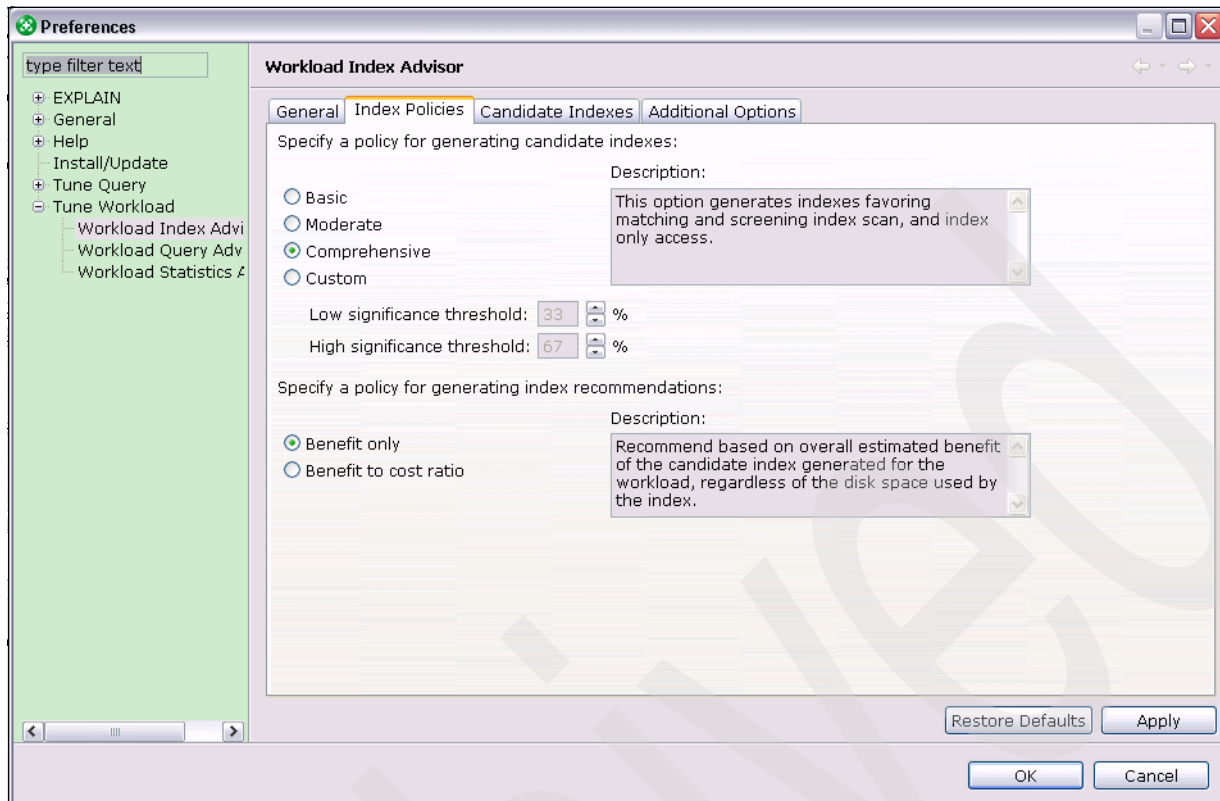 Preferences
type filter text
EXPLAIN
General
Help
Install/Update
Tune Query
Tune Workload
Workload Index Advi
Workload Query Adv
Workload Statistics A
Workload Index Advisor
General
Index Policies
Candidate Indexes
Additional Options
Specify a policy for generating candidate indexes:
Basic
Moderate
Comprehensive
Custom
Description:
This option generates indexes favoring
matching and screening index scan, and index
only access.
Low significance threshold: 33 %
High significance threshold: 67 %
Specify a policy for generating index recommendations:
Benefit only
Benefit to cost ratio
Description:
Recommend based on overall estimated benefit
of the candidate index generated for the
workload, regardless of the disk space used by
the index.
Restore Defaults
Apply
OK
Cancel